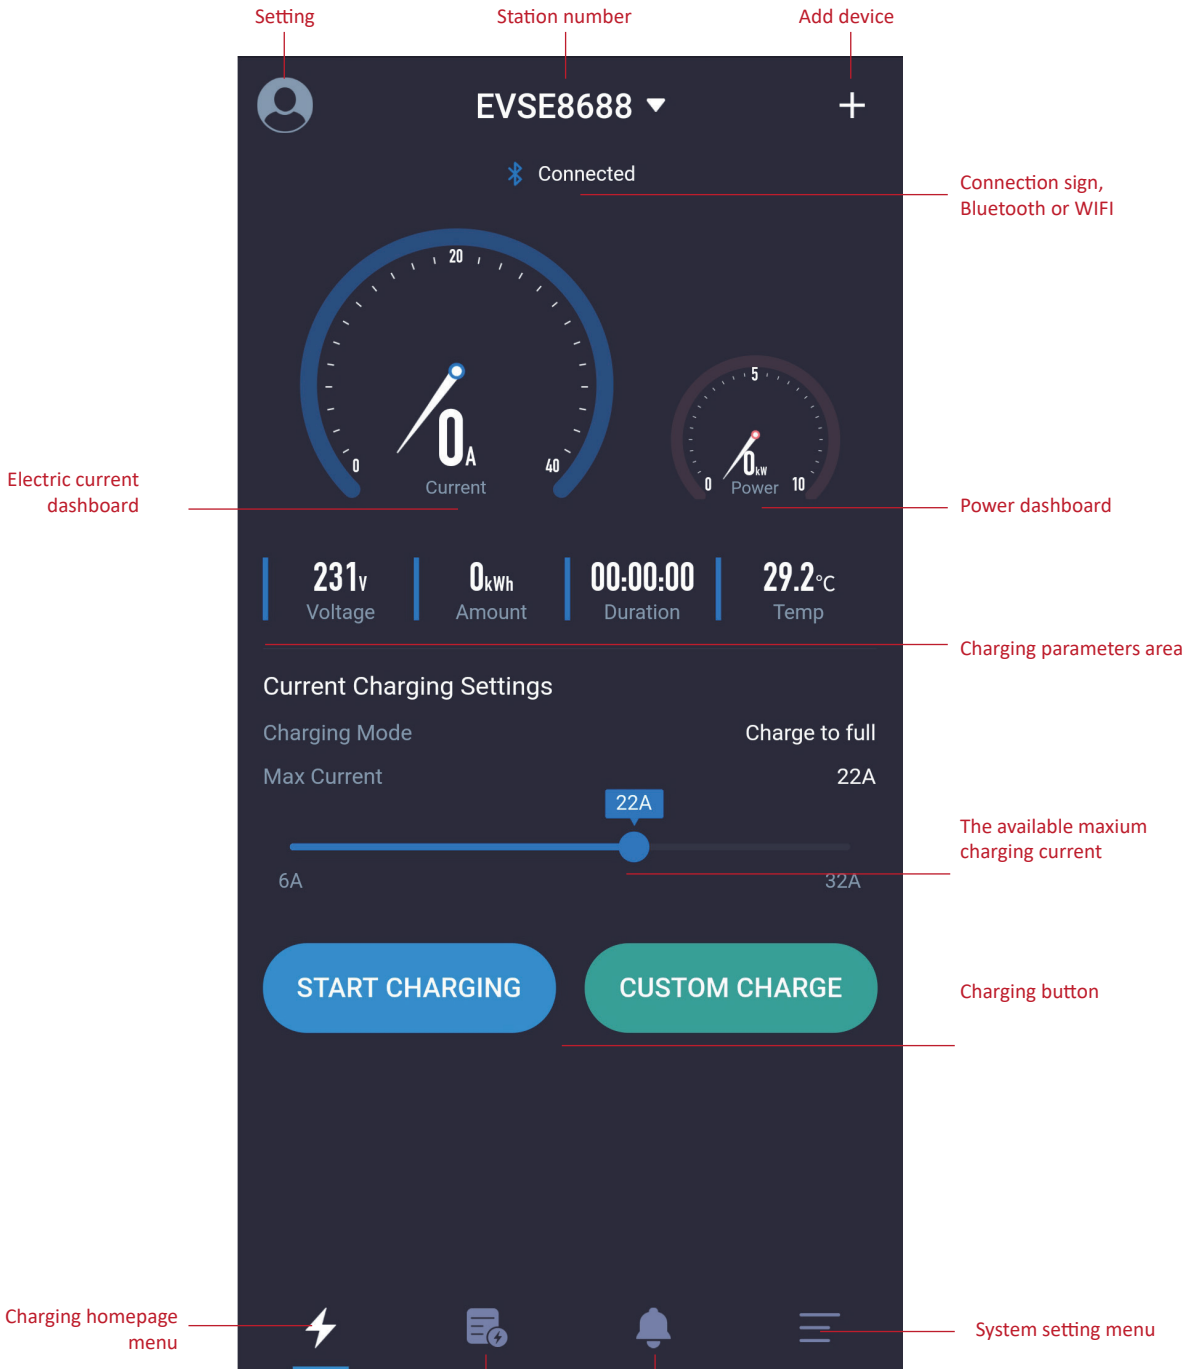 Setting
Station number
Add device
EVSE8688
Connected
Connection sign,
Bluetooth or WIFI
20
0
40
0A
Current
5
0
10
0kW
Power
Electric current
dashboard
Power dashboard
231V
Voltage
0kWh
Amount
00:00:00
Duration
29.2°C
Temp
Charging parameters area
Current Charging Settings
Charging Mode
Charge to full
Max Current
22A
22A
6A
32A
The available maxium
charging current
START CHARGING
CUSTOM CHARGE
Charging button
Charging homepage
menu
System setting menu